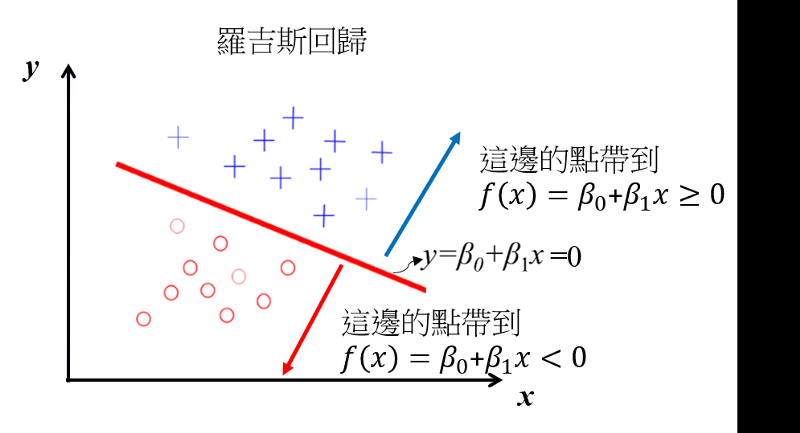 羅吉斯回歸
y
這邊的點帶到
f(x) = β₀+β₁x ≥ 0
y=β₀+β₁x =0
這邊的點帶到
f(x) = β₀+β₁x < 0
x